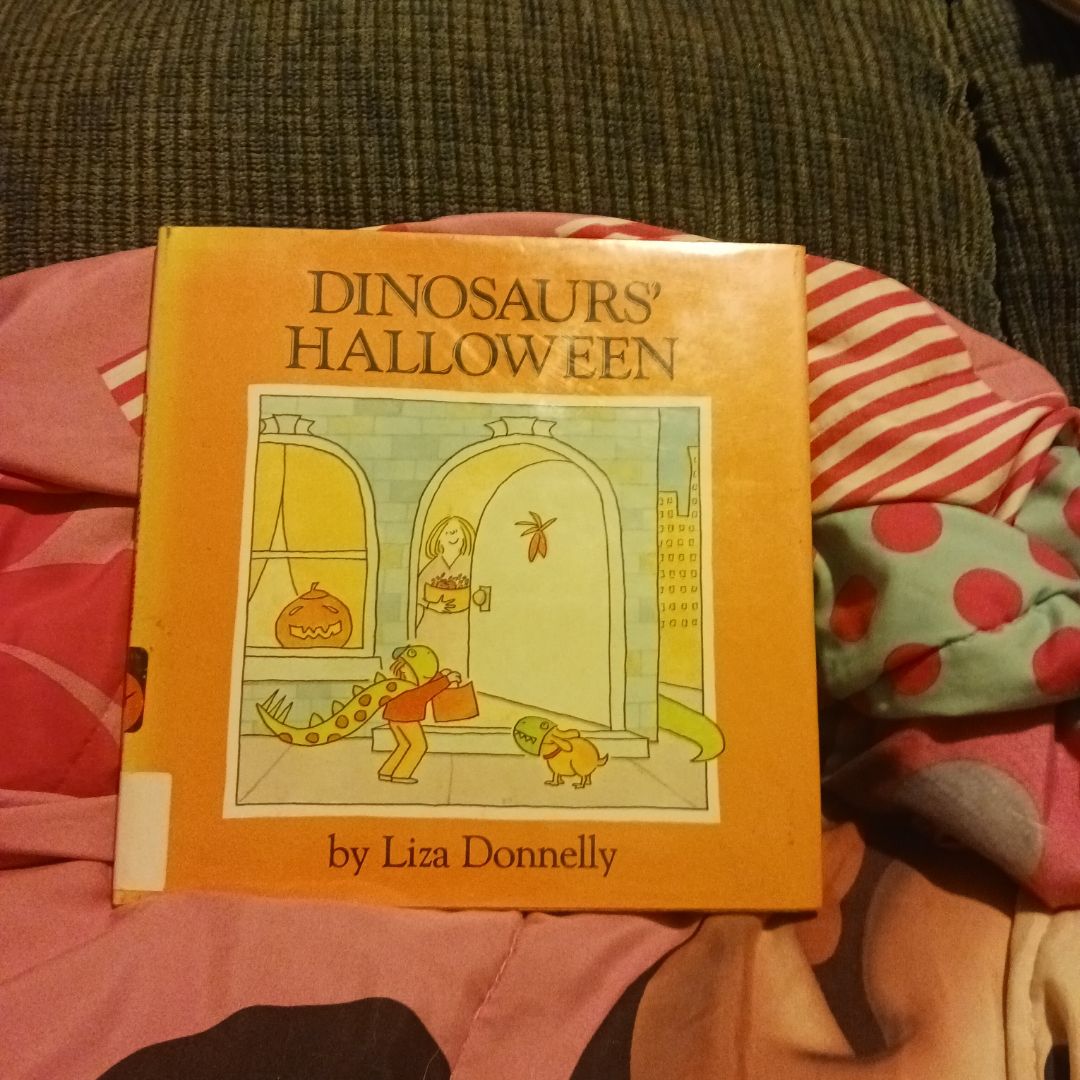 DINOSAURS'
HALLOWEEN
by Liza Donnelly